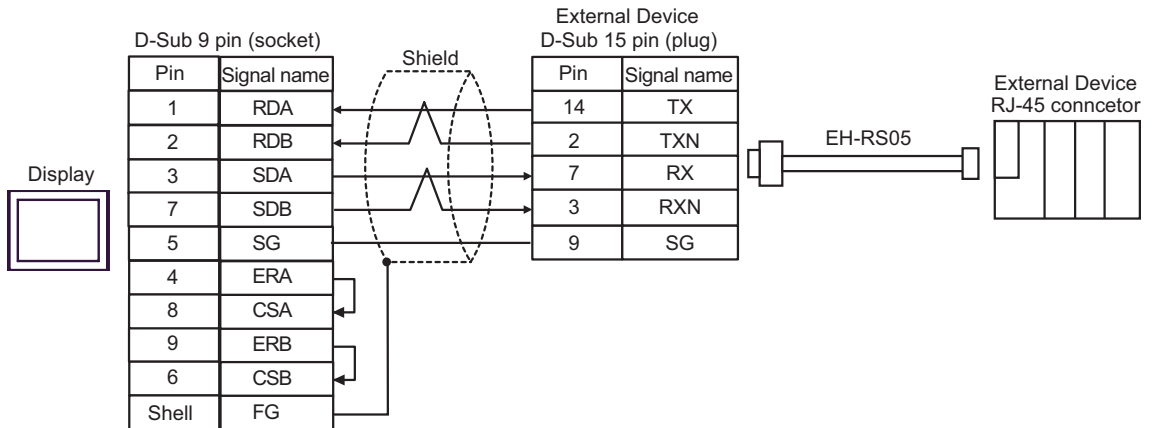 External Device
D-Sub 9 pin (socket)
D-Sub 15 pin (plug)
Shield
Pin Signal name
1 RDA
2 RDB
3 SDA
7 SDB
5 SG
4 ERA
8 CSA
9 ERB
6 CSB
Shell FG
Pin Signal name
14 TX
2 TXN
7 RX
3 RXN
9 SG
Display
EH-RS05
External Device
RJ-45 conncetor